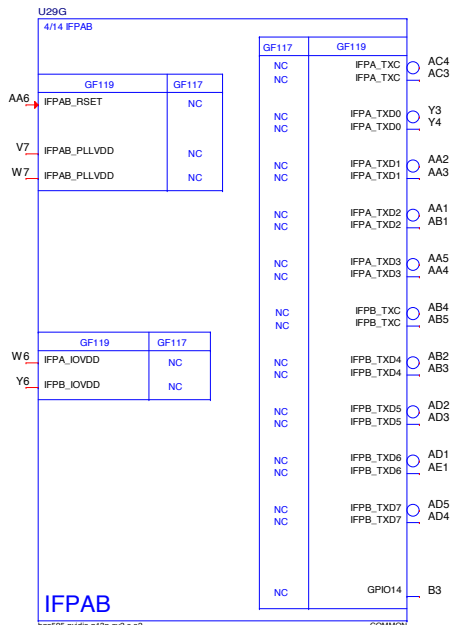 U29G
4/14 IFPAB
GF117 GF119
NC IFPA_TXC AC4
NC IFPA_TXC AC3
GF119 GF117
AA6 IFPAB_RSET NC
NC IFPA_TXD0 Y3
NC IFPA_TXD0 Y4
V7 IFPAB_PLLVDD NC
W7 IFPAB_PLLVDD NC
NC IFPA_TXD1 AA2
NC IFPA_TXD1 AA3
NC IFPA_TXD2 AA1
NC IFPA_TXD2 AB1
NC IFPA_TXD3 AA5
NC IFPA_TXD3 AA4
NC IFPB_TXC AB4
NC IFPB_TXC AB5
GF119 GF117
W6 IFPA_IOVDD NC
Y6 IFPB_IOVDD NC
NC IFPB_TXD4 AB2
NC IFPB_TXD4 AB3
NC IFPB_TXD5 AD2
NC IFPB_TXD5 AD3
NC IFPB_TXD6 AD1
NC IFPB_TXD6 AE1
NC IFPB_TXD7 AD5
NC IFPB_TXD7 AD4
NC GPIO14 B3
IFPAB
COMMON